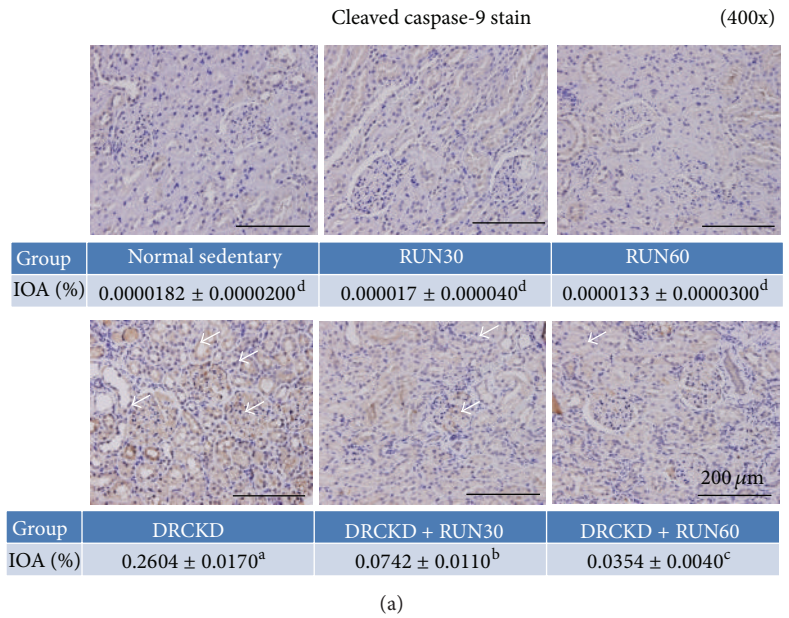 Cleaved caspase-9 stain (400x)
Group Normal sedentary RUN30 RUN60
IOA (%) 0.0000182 ± 0.0000200ᵈ 0.000017 ± 0.000040ᵈ 0.0000133 ± 0.0000300ᵈ
200 μm
Group DRCKD DRCKD + RUN30 DRCKD + RUN60
IOA (%) 0.2604 ± 0.0170ᵃ 0.0742 ± 0.0110ᵇ 0.0354 ± 0.0040ᶜ
(a)